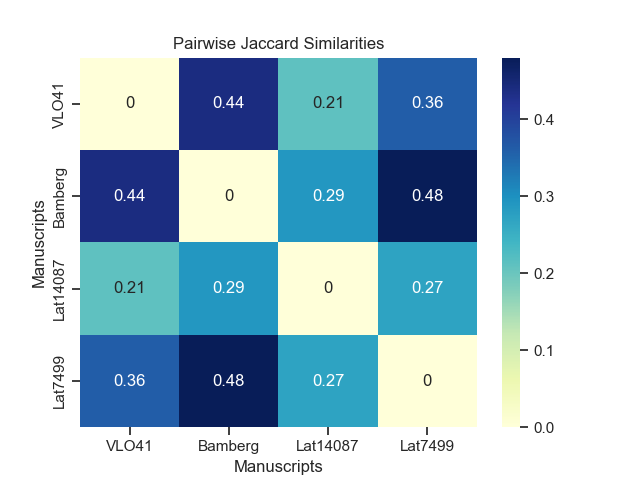 Pairwise Jaccard Similarities
VLO41 0 0.44 0.21 0.36
Bamberg 0.44 0 0.29 0.48
Lat14087 0.21 0.29 0 0.27
Lat7499 0.36 0.48 0.27 0
VLO41 Bamberg Lat14087 Lat7499
Manuscripts
Manuscripts
0.4
0.3
0.2
0.1
0.0